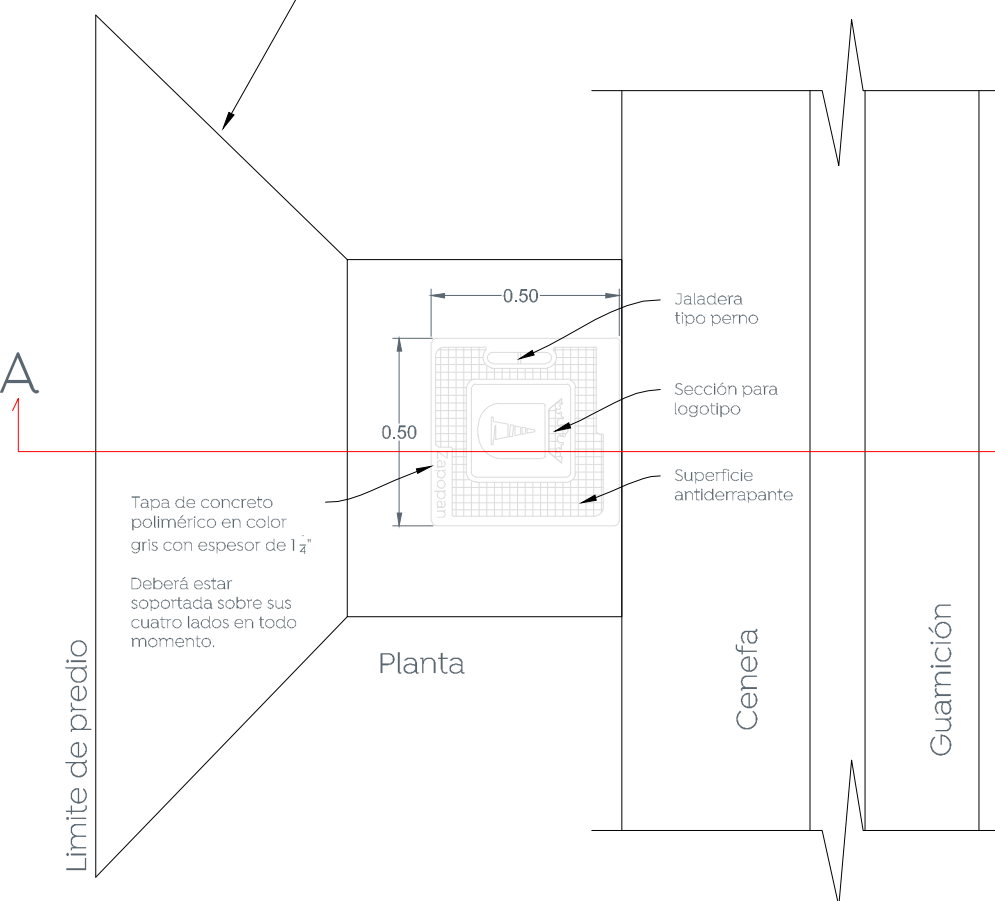 0.50
Jaladera
tipo perno
A
Sección para
logotipo
0.50
Zapopan
Superficie
antiderrapante
Tapa de concreto
polimérico en color
gris con espesor de 1 1/4"
Deberá estar
soportada sobre sus
cuatro lados en todo
momento.
Limite de predio
Planta
Cenefa
Guarnición